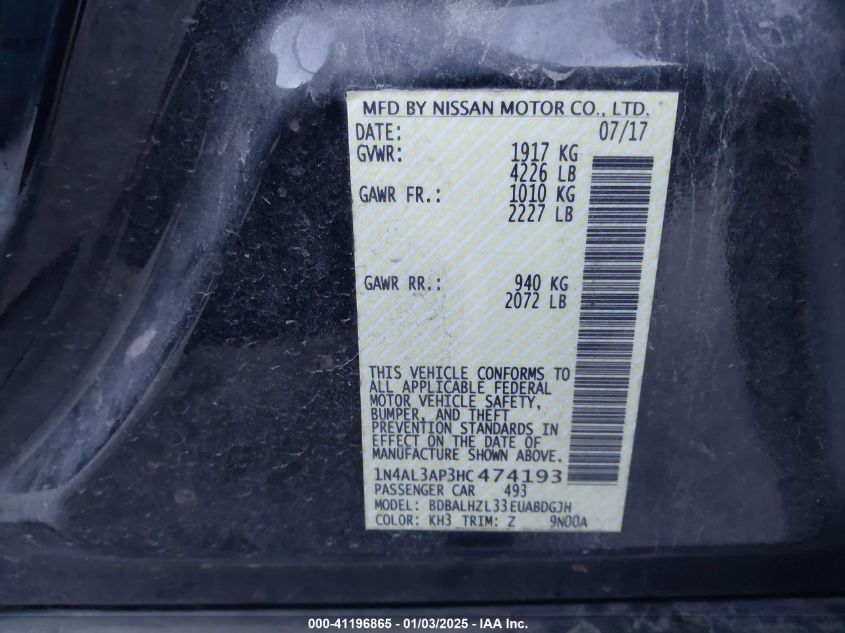 MFD BY NISSAN MOTOR CO., LTD.
DATE: 07/17
GVWR: 1917 KG
4226 LB
GAWR FR.: 1010 KG
2227 LB
GAWR RR.: 940 KG
2072 LB
THIS VEHICLE CONFORMS TO
ALL APPLICABLE FEDERAL
MOTOR VEHICLE SAFETY,
BUMPER, AND THEFT
PREVENTION STANDARDS IN
EFFECT ON THE DATE OF
MANUFACTURE SHOWN ABOVE.
1N4AL3AP3HC474193
PASSENGER CAR 493
MODEL: BDBALHZL33EUABDGJH
COLOR: KH3 TRIM: Z 9N00A
000-41196865 - 01/03/2025 - IAA Inc.